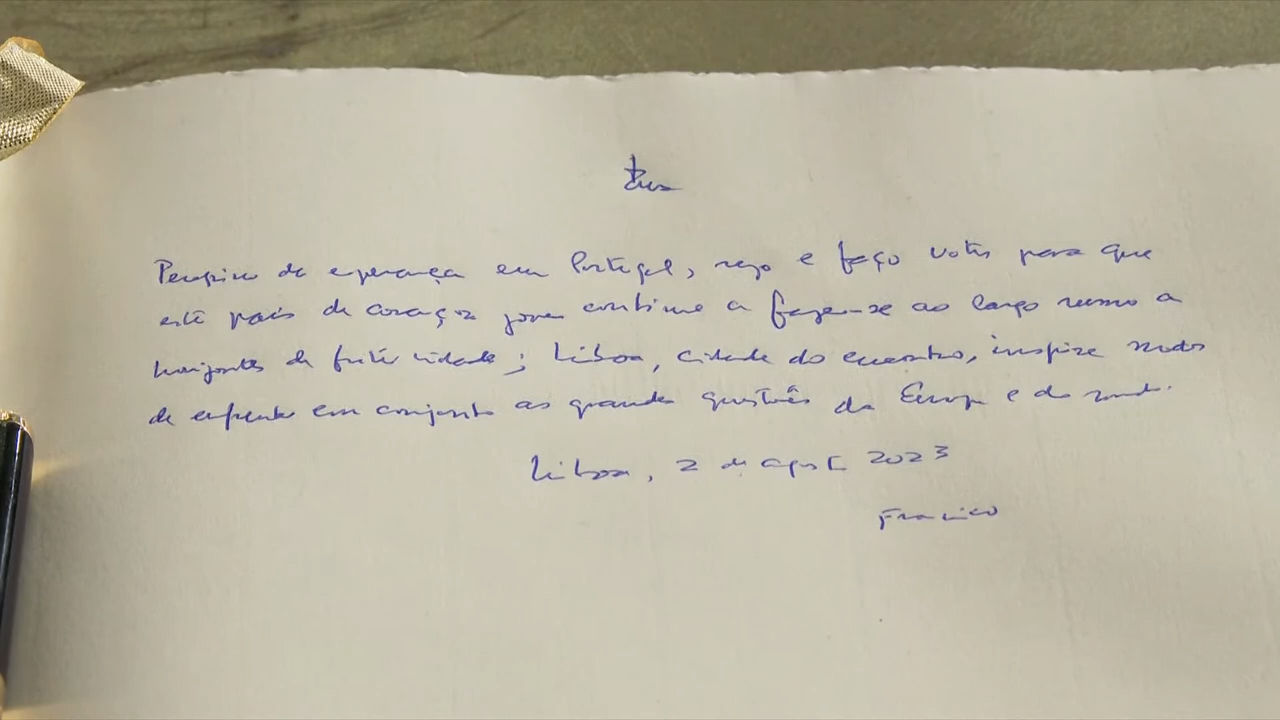 Peregrino de esperança em Portugal, rezo e faço votos para que
este país de coração jovem continue a fazer-se ao largo rumo a
horizontes de fraternidade; Lisboa, cidade do encontro, inspire modos
de enfrentar em conjunto as grandes questões da Europa e do mundo.
Lisboa, 2 de agosto 2023
Francisco